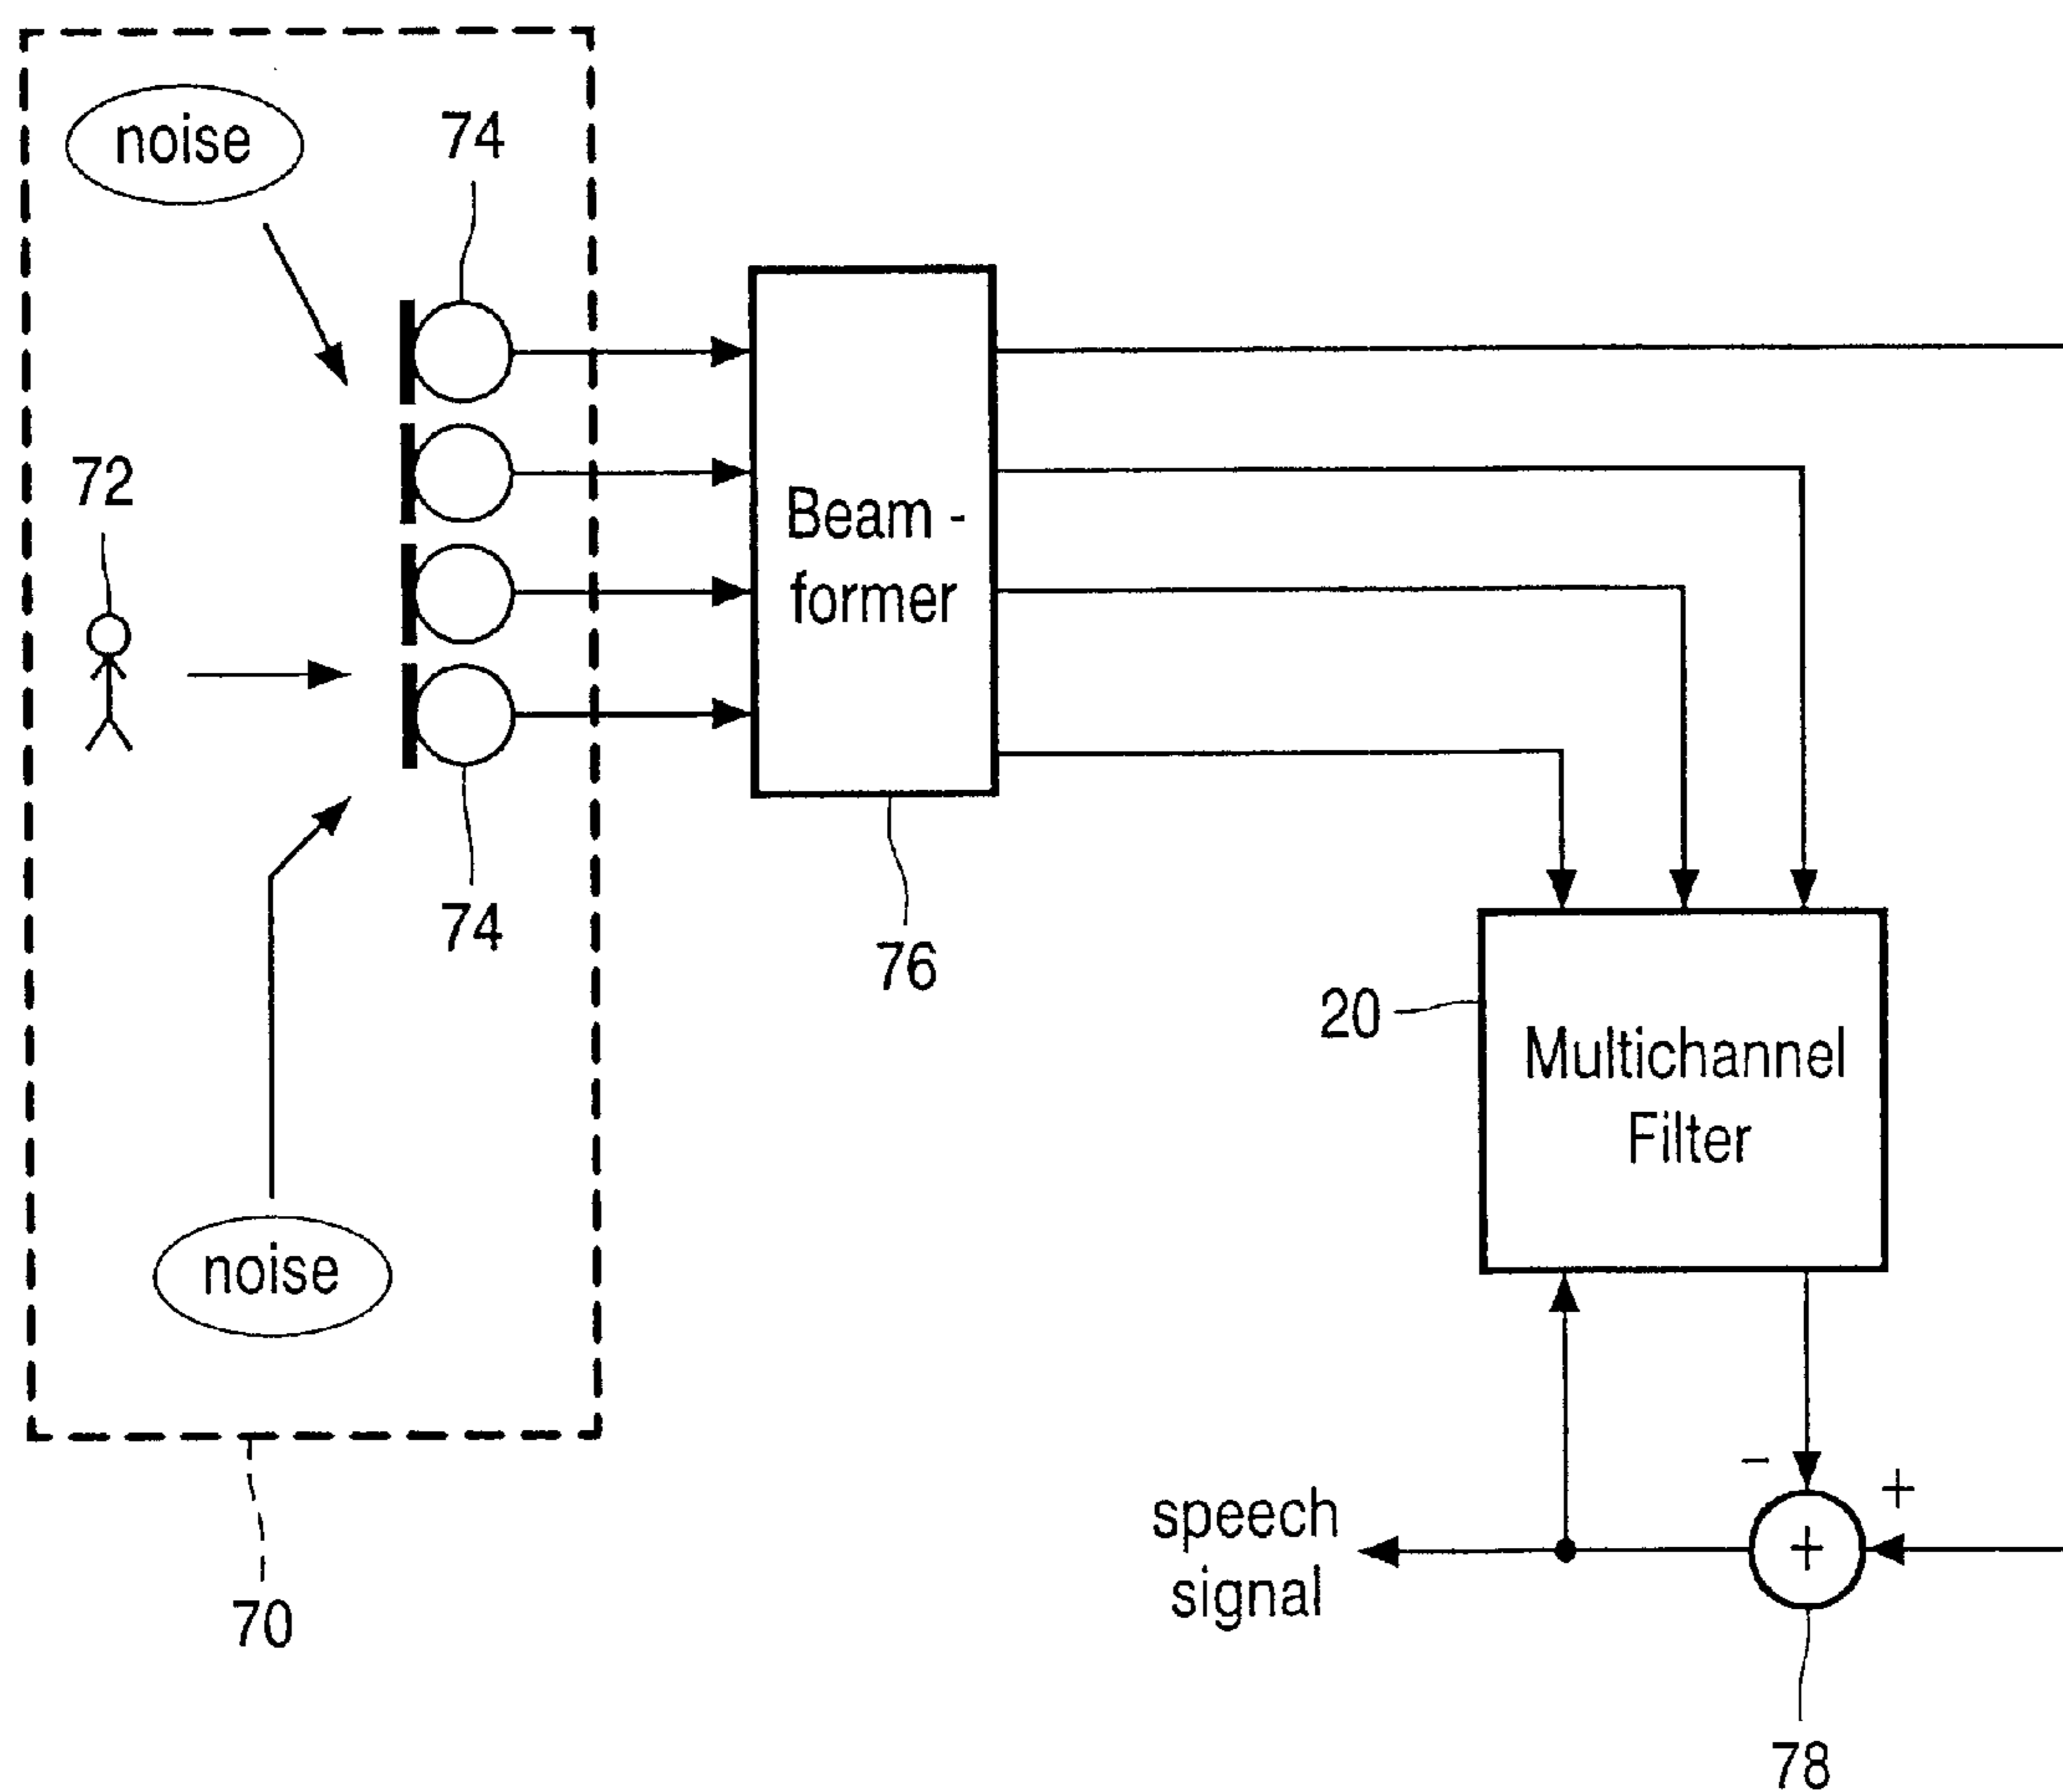 noise
74
72
Beam -
former
74
76
20
Multichannel
Filter
noise
-
+
+
speech
signal
70
78